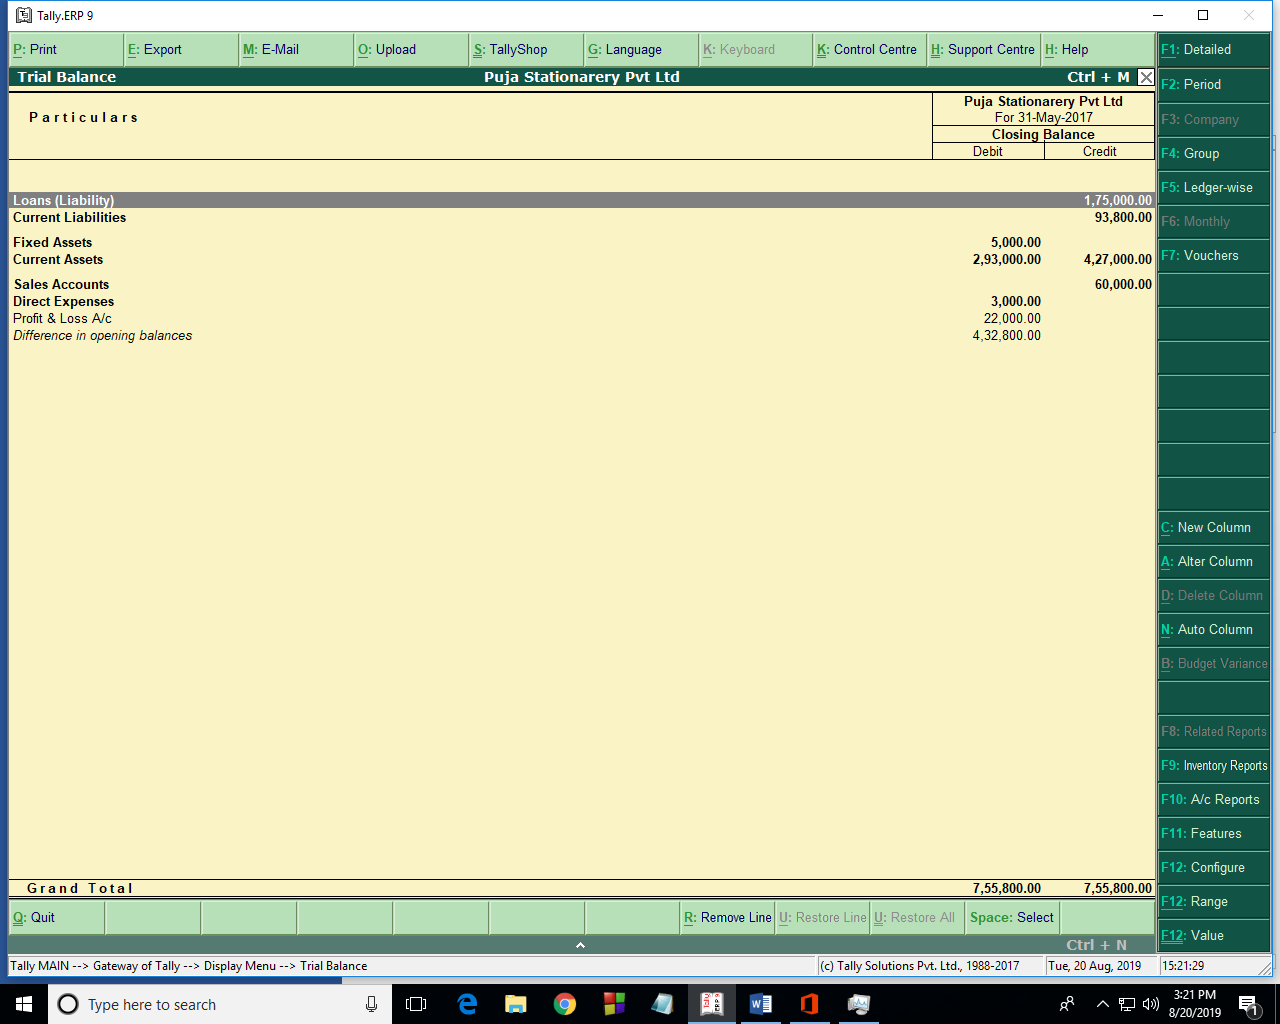 Tally.ERP 9
P: Print E: Export M: E-Mail O: Upload S: TallyShop G: Language K: Keyboard K: Control Centre H: Support Centre H: Help
Trial Balance Puja Stationarery Pvt Ltd Ctrl + M
Particulars
Puja Stationarery Pvt Ltd
For 31-May-2017
Closing Balance
Debit Credit
Loans (Liability) 1,75,000.00
Current Liabilities 93,800.00
Fixed Assets 5,000.00
Current Assets 2,93,000.00 4,27,000.00
Sales Accounts 60,000.00
Direct Expenses 3,000.00
Profit & Loss A/c 22,000.00
Difference in opening balances 4,32,800.00
Grand Total 7,55,800.00 7,55,800.00
F1: Detailed
F2: Period
F3: Company
F4: Group
F5: Ledger-wise
F6: Monthly
F7: Vouchers
C: New Column
A: Alter Column
D: Delete Column
N: Auto Column
B: Budget Variance
F8: Related Reports
F9: Inventory Reports
F10: A/c Reports
F11: Features
F12: Configure
F12: Range
F12: Value
Q: Quit R: Remove Line U: Restore Line U: Restore All Space: Select
Ctrl + N
Tally MAIN --> Gateway of Tally --> Display Menu --> Trial Balance (c) Tally Solutions Pvt. Ltd., 1988-2017 Tue, 20 Aug, 2019 15:21:29
Type here to search
3:21 PM
8/20/2019
1